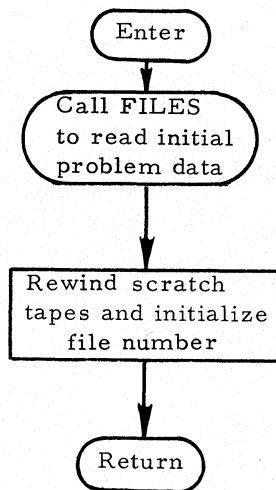 Enter
Call FILES
to read initial
problem data
Rewind scratch
tapes and initialize
file number
Return